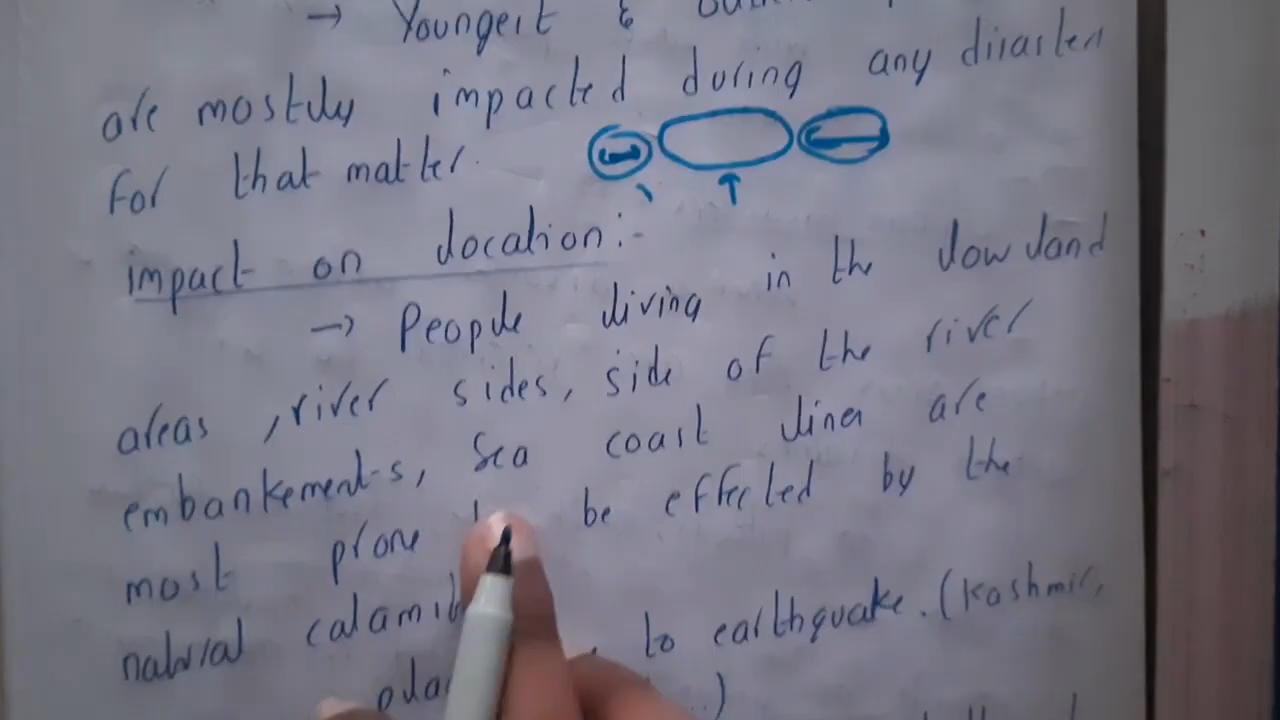 → Youngest &
are mostly impacted during any disaster
for that matter.
impact on location:-
→ People living in the low land
areas, river sides, side of the river
embankements, sea coast lines are
most prone be effected by the
natural to earthquake. (Kashmir,
)